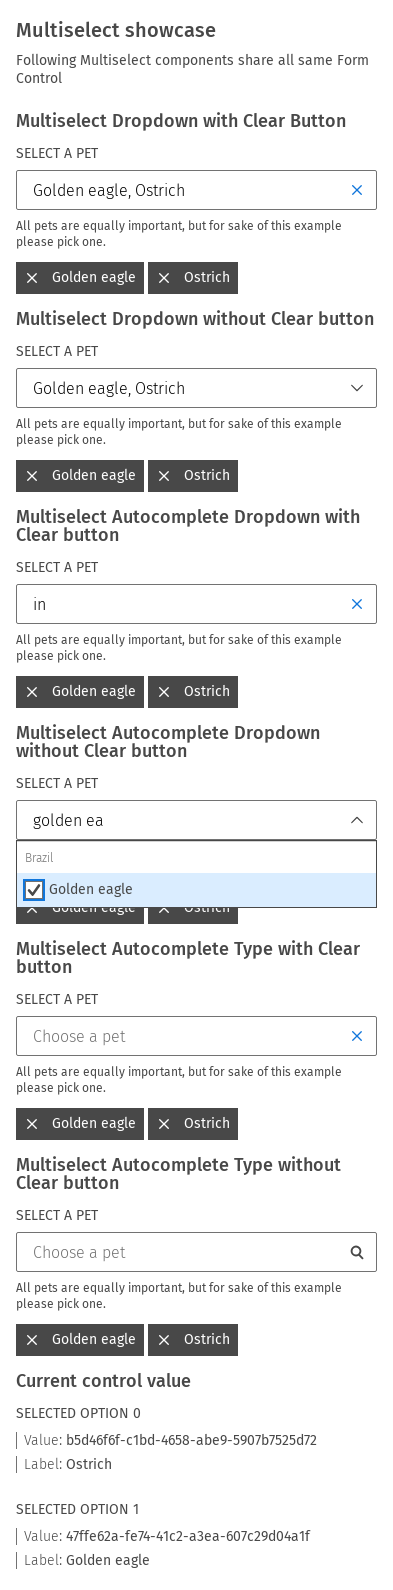 Multiselect showcase
Following Multiselect components share all same Form
Control
Multiselect Dropdown with Clear Button
SELECT A PET
Golden eagle, Ostrich
All pets are equally important, but for sake of this example
please pick one.
Golden eagle Ostrich
Multiselect Dropdown without Clear button
SELECT A PET
Golden eagle, Ostrich
All pets are equally important, but for sake of this example
please pick one.
Golden eagle Ostrich
Multiselect Autocomplete Dropdown with
Clear button
SELECT A PET
in
All pets are equally important, but for sake of this example
please pick one.
Golden eagle Ostrich
Multiselect Autocomplete Dropdown
without Clear button
SELECT A PET
golden ea
Brazil
Golden eagle
Golden eagle Ostrich
Multiselect Autocomplete Type with Clear
button
SELECT A PET
Choose a pet
All pets are equally important, but for sake of this example
please pick one.
Golden eagle Ostrich
Multiselect Autocomplete Type without
Clear button
SELECT A PET
Choose a pet
All pets are equally important, but for sake of this example
please pick one.
Golden eagle Ostrich
Current control value
SELECTED OPTION 0
Value: b5d46f6f-c1bd-4658-abe9-5907b7525d72
Label: Ostrich
SELECTED OPTION 1
Value: 47ffe62a-fe74-41c2-a3ea-607c29d04a1f
Label: Golden eagle